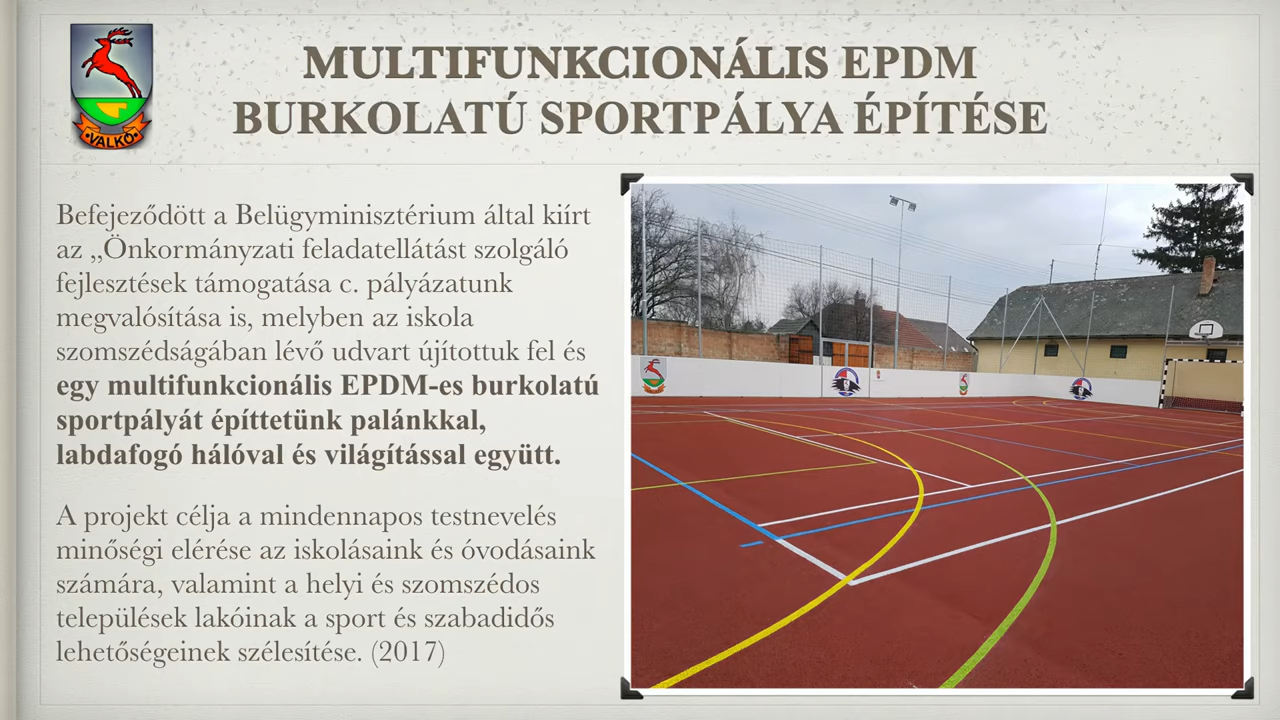 VALKÓ
MULTIFUNKCIONÁLIS EPDM
BURKOLATÚ SPORTPÁLYA ÉPÍTÉSE
Befejeződött a Belügyminisztérium által kiírt
az „Önkormányzati feladatellátást szolgáló
fejlesztések támogatása c. pályázatunk
megvalósítása is, melyben az iskola
szomszédságában lévő udvart újítottuk fel és
egy multifunkcionális EPDM-es burkolatú
sportpályát építtetünk palánkkal,
labdafogó hálóval és világítással együtt.
A projekt célja a mindennapos testnevelés
minőségi elérése az iskolásaink és óvodásaink
számára, valamint a helyi és szomszédos
települések lakóinak a sport és szabadidős
lehetőségeinek szélesítése. (2017)